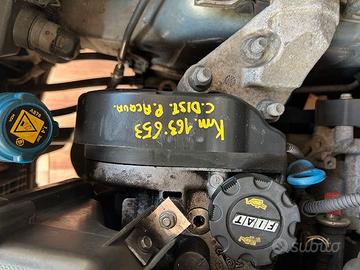 Km. 163.653
C. DIST. P. ACQUA.
FIAT
subito